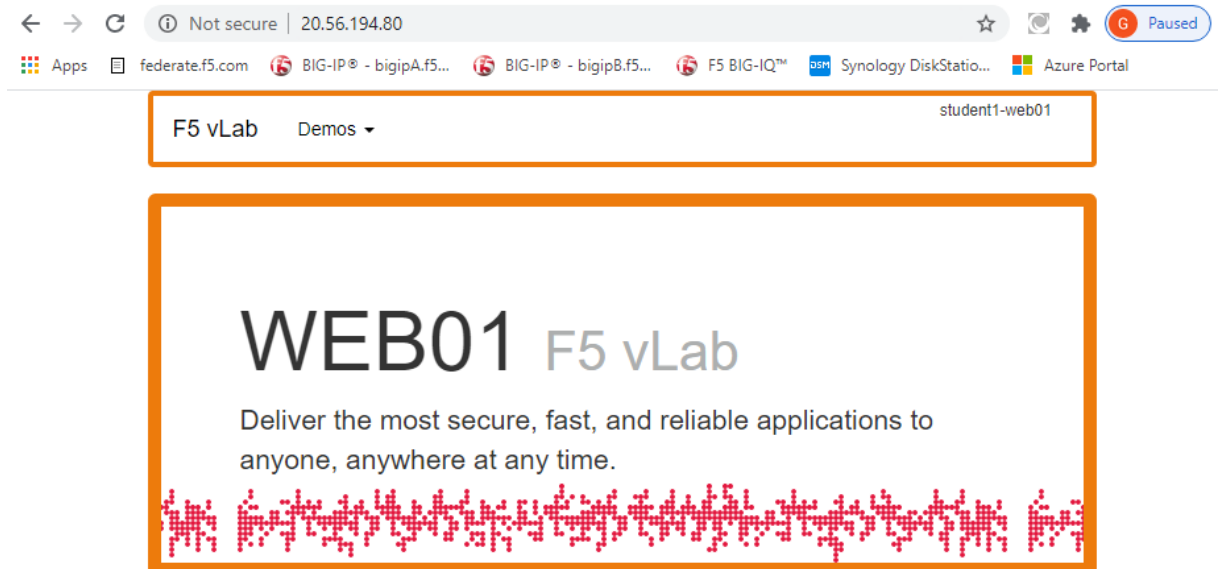 Not secure | 20.56.194.80
G Paused
Apps federate.f5.com BIG-IP® - bigipA.f5... BIG-IP® - bigipB.f5... F5 BIG-IQ™ DSM Synology DiskStatio... Azure Portal
student1-web01
F5 vLab Demos
WEB01 F5 vLab
Deliver the most secure, fast, and reliable applications to
anyone, anywhere at any time.